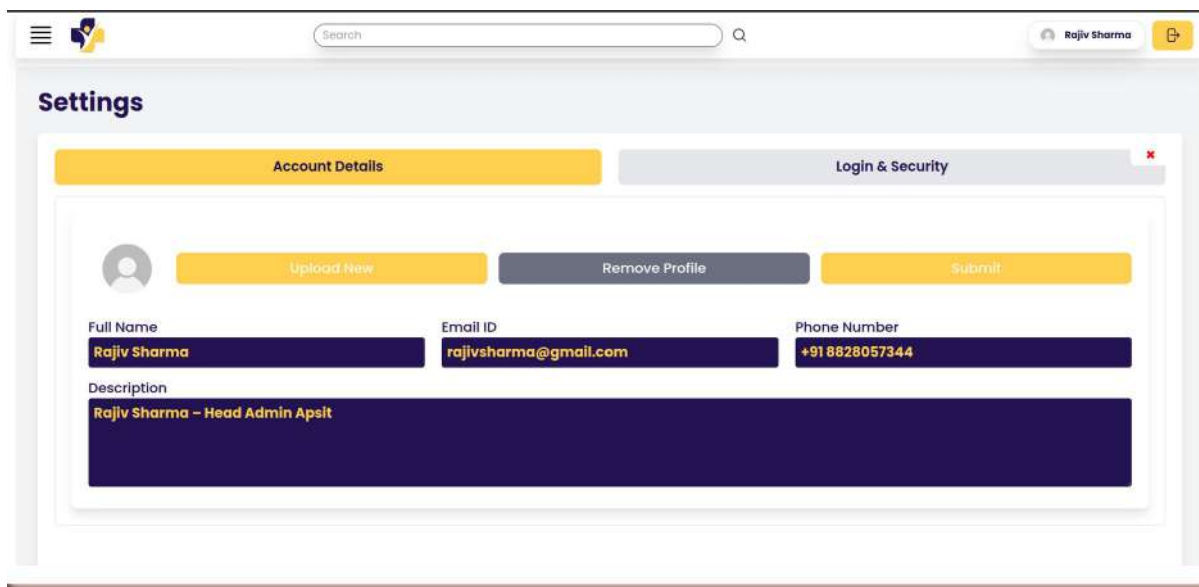 Search
Rajiv Sharma
Settings
Account Details
Login & Security
Upload New
Remove Profile
Submit
Full Name
Email ID
Phone Number
Rajiv Sharma
rajivsharma@gmail.com
+91 8828057344
Description
Rajiv Sharma – Head Admin Apsit